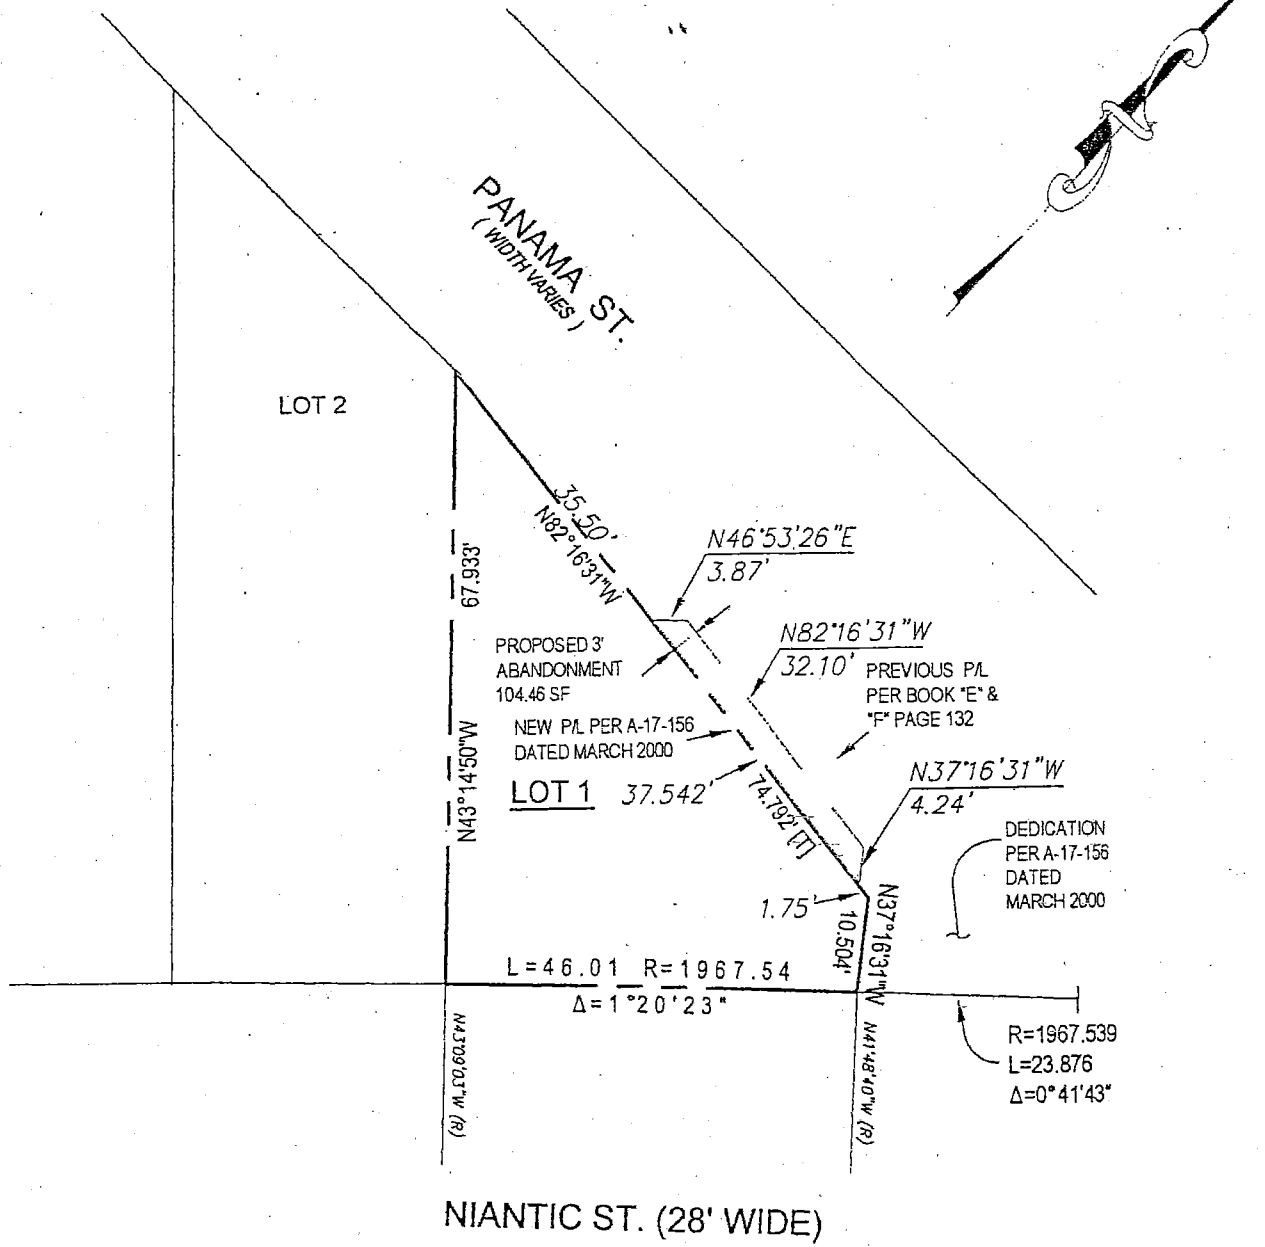 PANAMA ST.
( WIDTH VARIES )
LOT 2
35.50'
N82°16'31"W
N46°53'26"E
3.87'
67.933'
N43°14'50"W
PROPOSED 3'
ABANDONMENT
104.46 SF
N82°16'31"W
32.10'
PREVIOUS P/L
PER BOOK "E" &
"F" PAGE 132
NEW P/L PER A-17-156
DATED MARCH 2000
LOT 1
37.542'
74.792' [T]
N37°16'31"W
4.24'
DEDICATION
PER A-17-156
DATED
MARCH 2000
1.75'
N37°16'31"W
10.504'
L=46.01 R=1967.54
Δ=1°20'23"
N43°09'03"W (R)
N41°48'40"W (R)
R=1967.539
L=23.876
Δ=0°41'43"
NIANTIC ST. (28' WIDE)